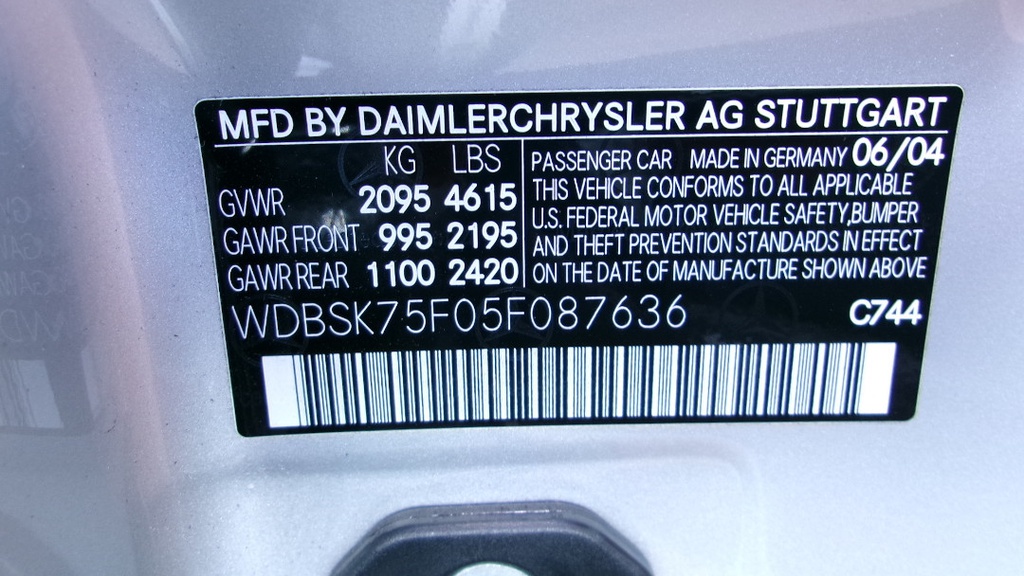 MFD BY DAIMLERCHRYSLER AG STUTTGART
KG LBS
GVWR 2095 4615
GAWR FRONT 995 2195
GAWR REAR 1100 2420
PASSENGER CAR MADE IN GERMANY 06/04
THIS VEHICLE CONFORMS TO ALL APPLICABLE
U.S. FEDERAL MOTOR VEHICLE SAFETY,BUMPER
AND THEFT PREVENTION STANDARDS IN EFFECT
ON THE DATE OF MANUFACTURE SHOWN ABOVE
WDBSK75F05F087636 C744